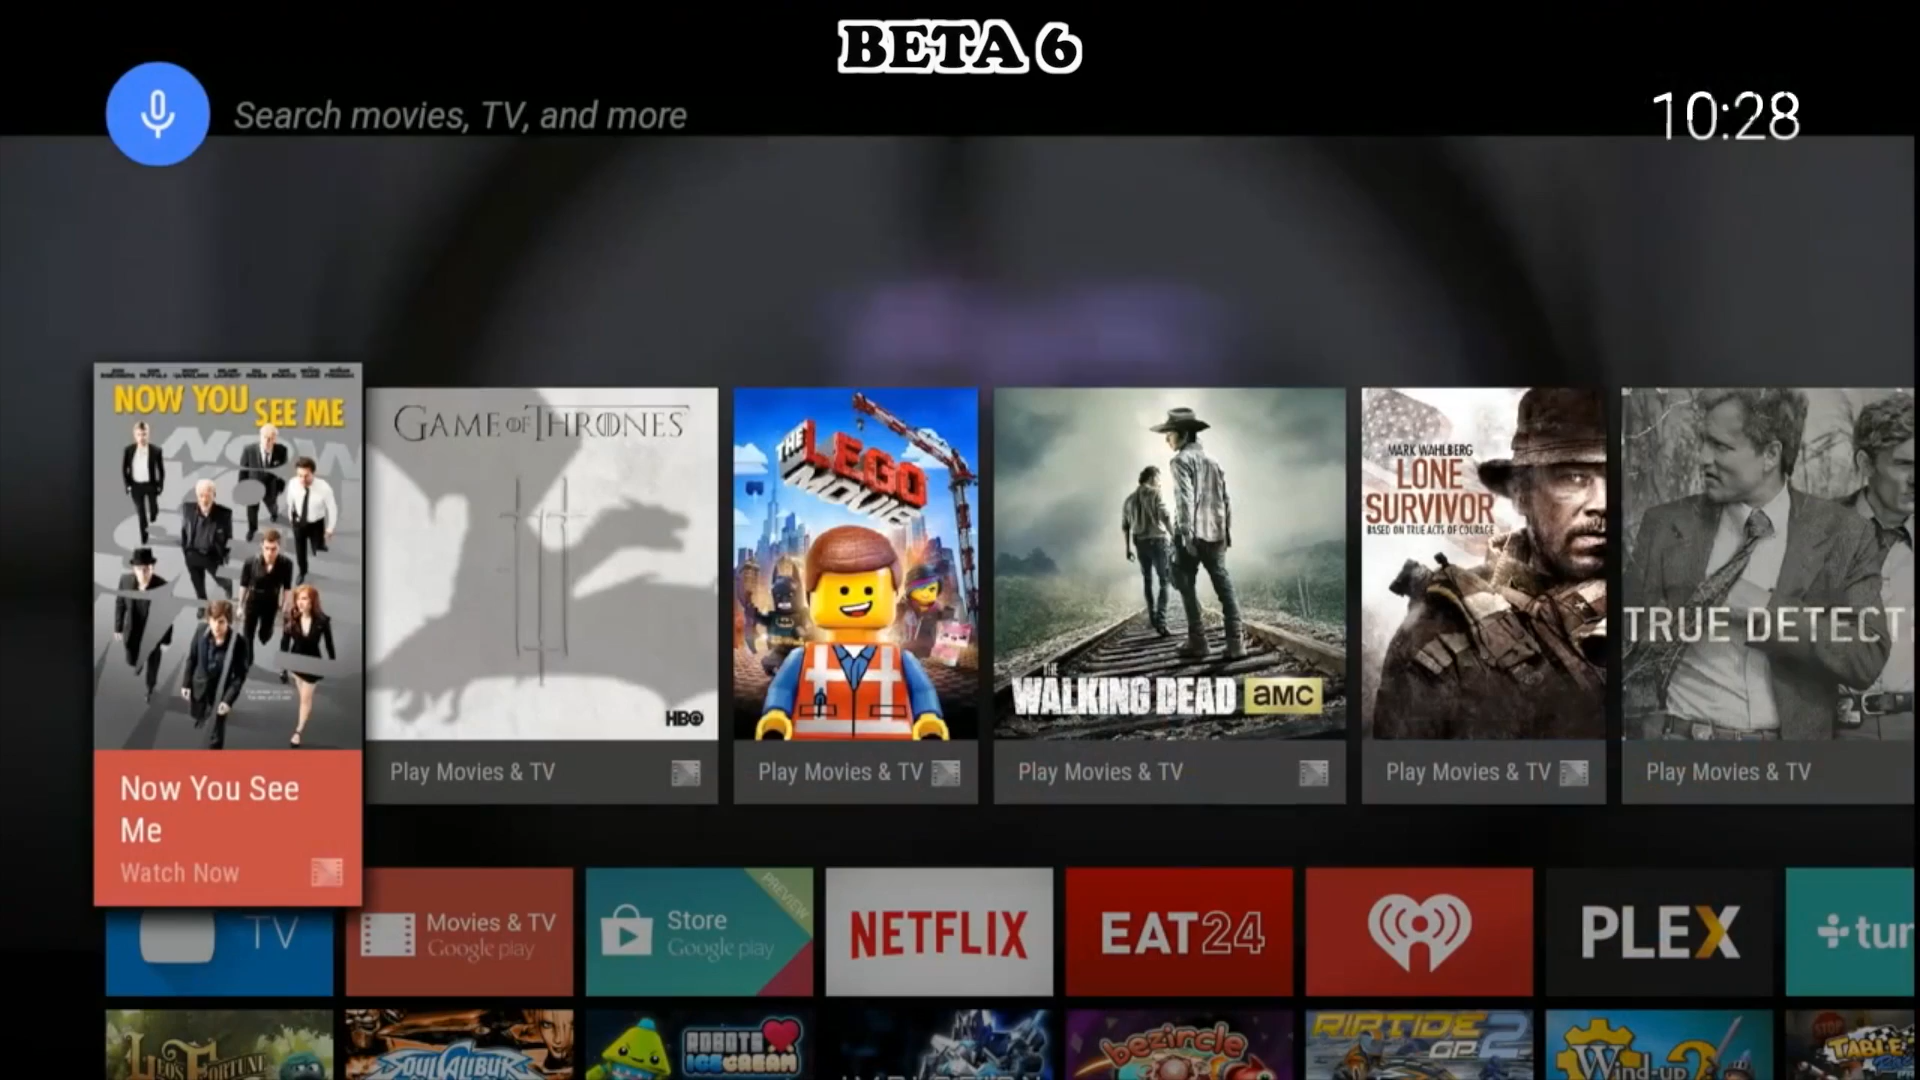 BETA 6
Search movies, TV, and more
10:28
NOW YOU SEE ME
GAME OF THRONES
HBO
THE LEGO MOVIE
THE WALKING DEAD amc
MARK WAHLBERG
LONE
SURVIVOR
BASED ON TRUE ACTS OF COURAGE
TRUE DETECT
Now You See
Me
Watch Now
Play Movies & TV
Play Movies & TV
Play Movies & TV
Play Movies & TV
Play Movies & TV
TV
Movies & TV
Google play
Store
Google play
PREVIEW
NETFLIX
EAT24
PLEX
tur
LEO'S FORTUNE
SOULCALIBUR
ROBOTS
ICE CREAM
bezircle
RIPTIDE
GP2
Wind-up
STOP
TABLE